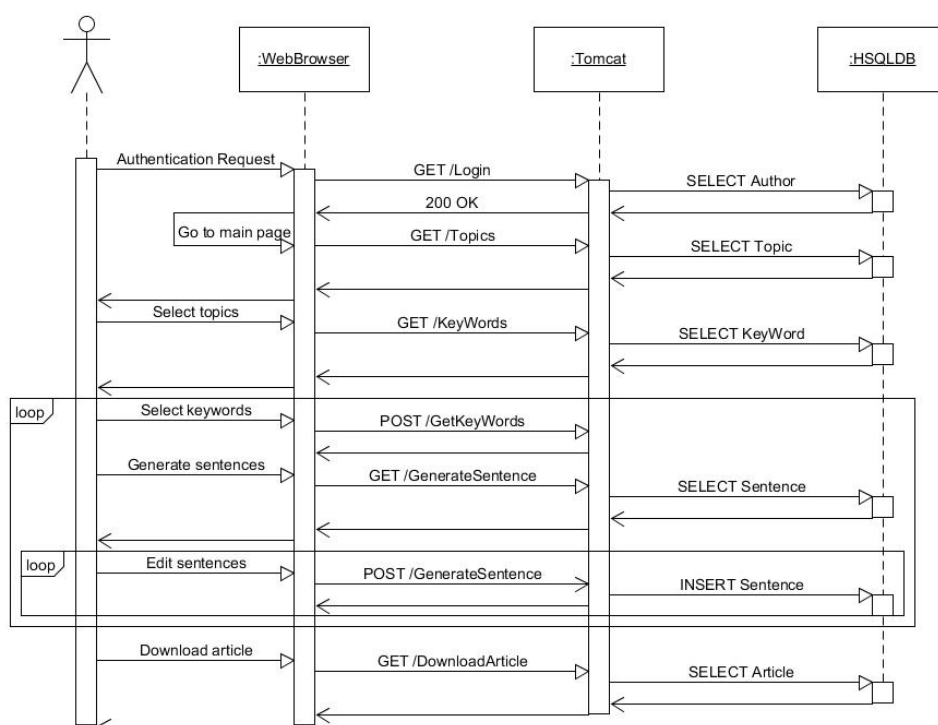 :WebBrowser
:Tomcat
:HSQLDB
Authentication Request
GET /Login
SELECT Author
200 OK
Go to main page
GET /Topics
SELECT Topic
Select topics
GET /KeyWords
SELECT KeyWord
loop
Select keywords
POST /GetKeyWords
Generate sentences
GET /GenerateSentence
SELECT Sentence
loop
Edit sentences
POST /GenerateSentence
INSERT Sentence
Download article
GET /DownloadArticle
SELECT Article